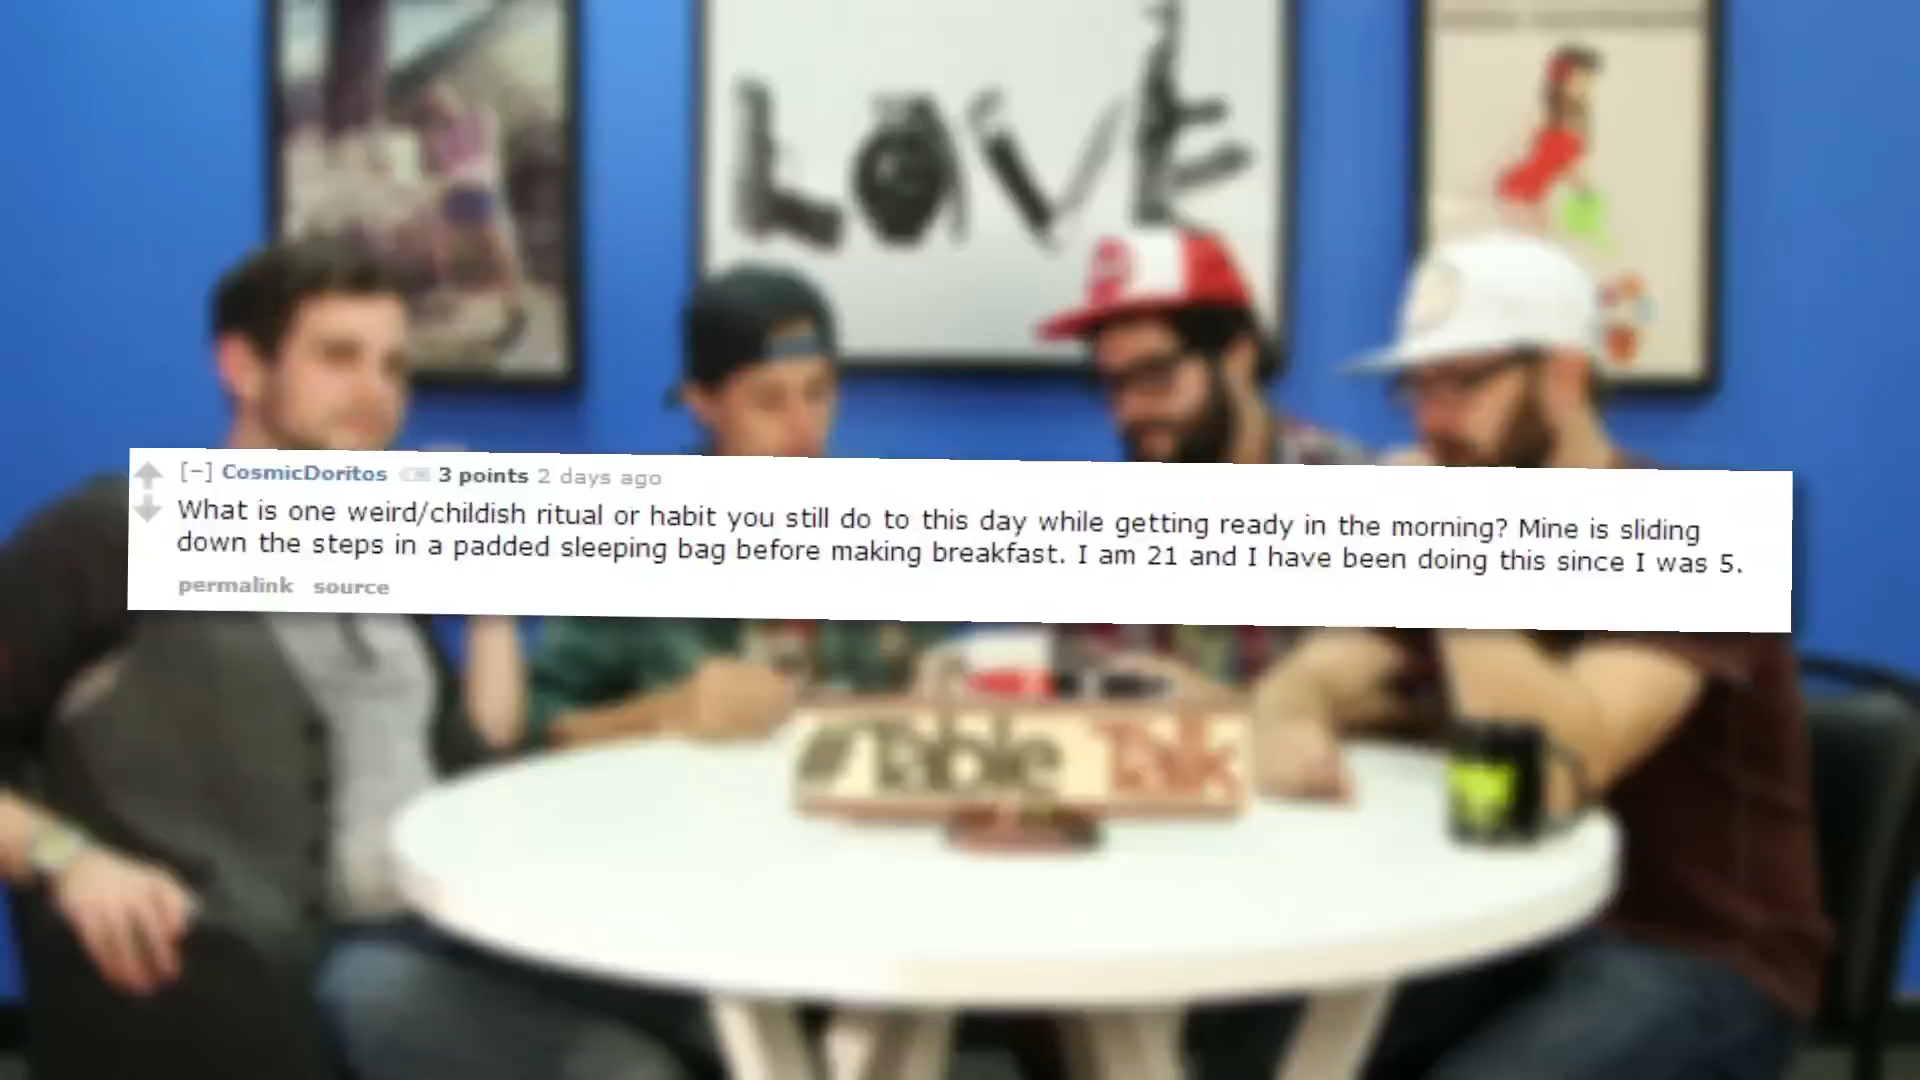 LOVE
[-] CosmicDoritos 3 points 2 days ago
What is one weird/childish ritual or habit you still do to this day while getting ready in the morning? Mine is sliding
down the steps in a padded sleeping bag before making breakfast. I am 21 and I have been doing this since I was 5.
permalink source
#Table Talk